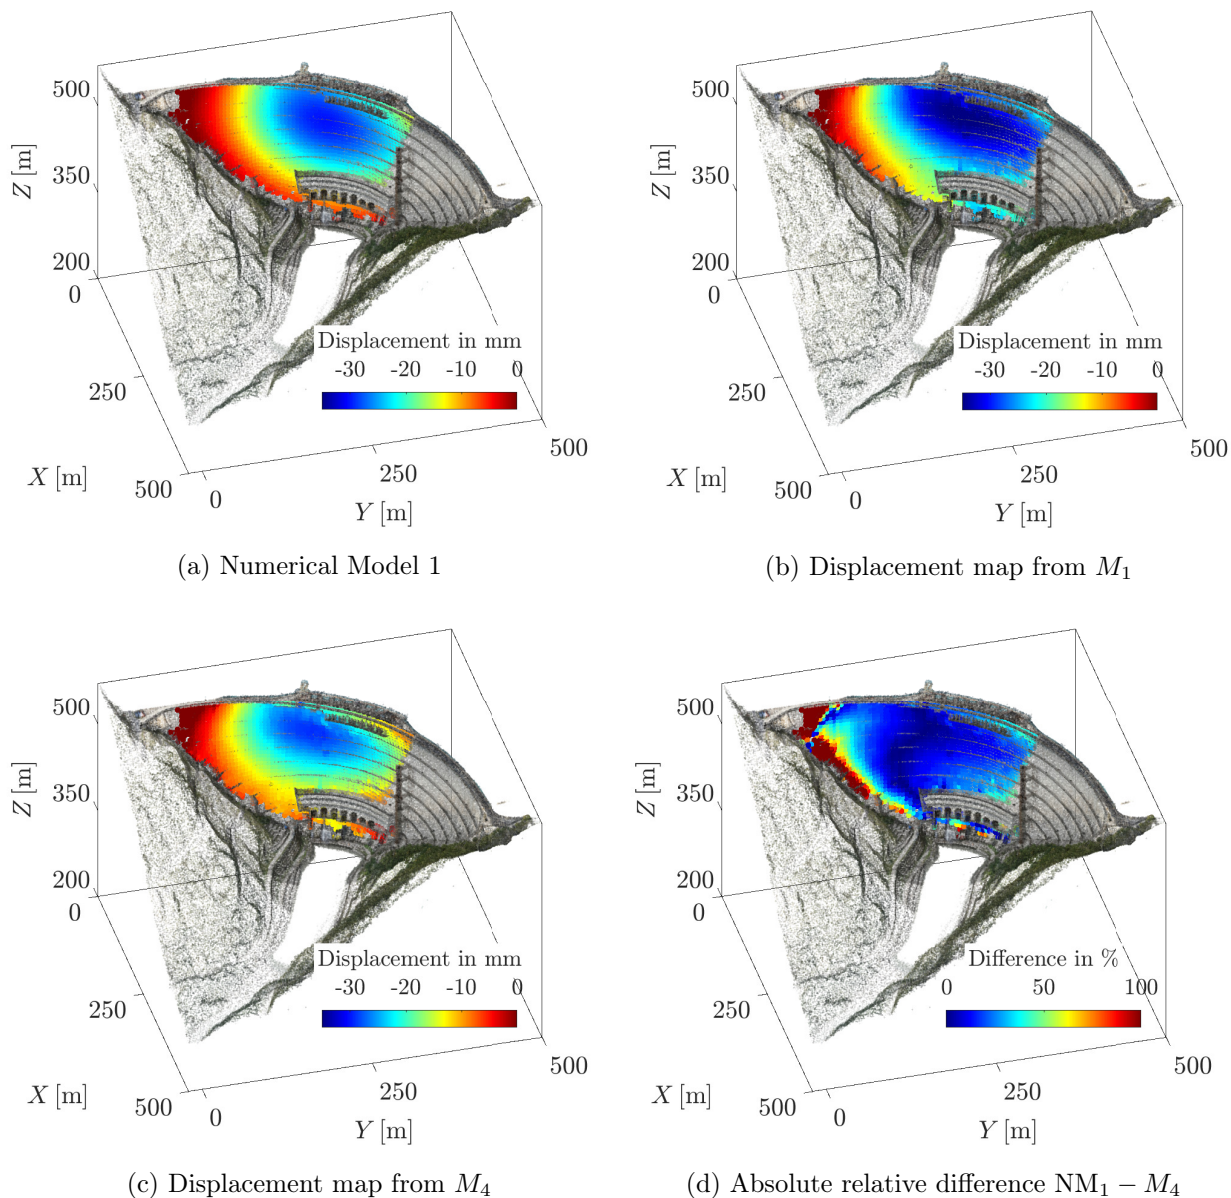 500
350
200
Z [m]
0
250
500
X [m]
0
250
500
Y [m]
Displacement in mm
-30 -20 -10 0
(a) Numerical Model 1
500
350
200
Z [m]
0
250
500
X [m]
0
250
500
Y [m]
Displacement in mm
-30 -20 -10 0
(b) Displacement map from M₁
500
350
200
Z [m]
0
250
500
X [m]
0
250
500
Y [m]
Displacement in mm
-30 -20 -10 0
(c) Displacement map from M₄
500
350
200
Z [m]
0
250
500
X [m]
0
250
500
Y [m]
Difference in %
0 50 100
(d) Absolute relative difference NM₁ − M₄